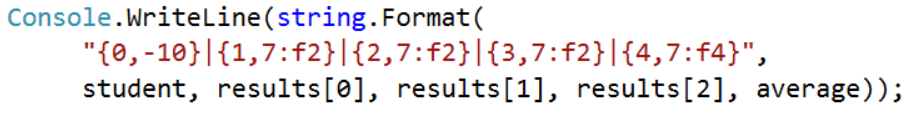 Console.WriteLine(string.Format(
"{0,-10}|{1,7:f2}|{2,7:f2}|{3,7:f2}|{4,7:f4}",
student, results[0], results[1], results[2], average));